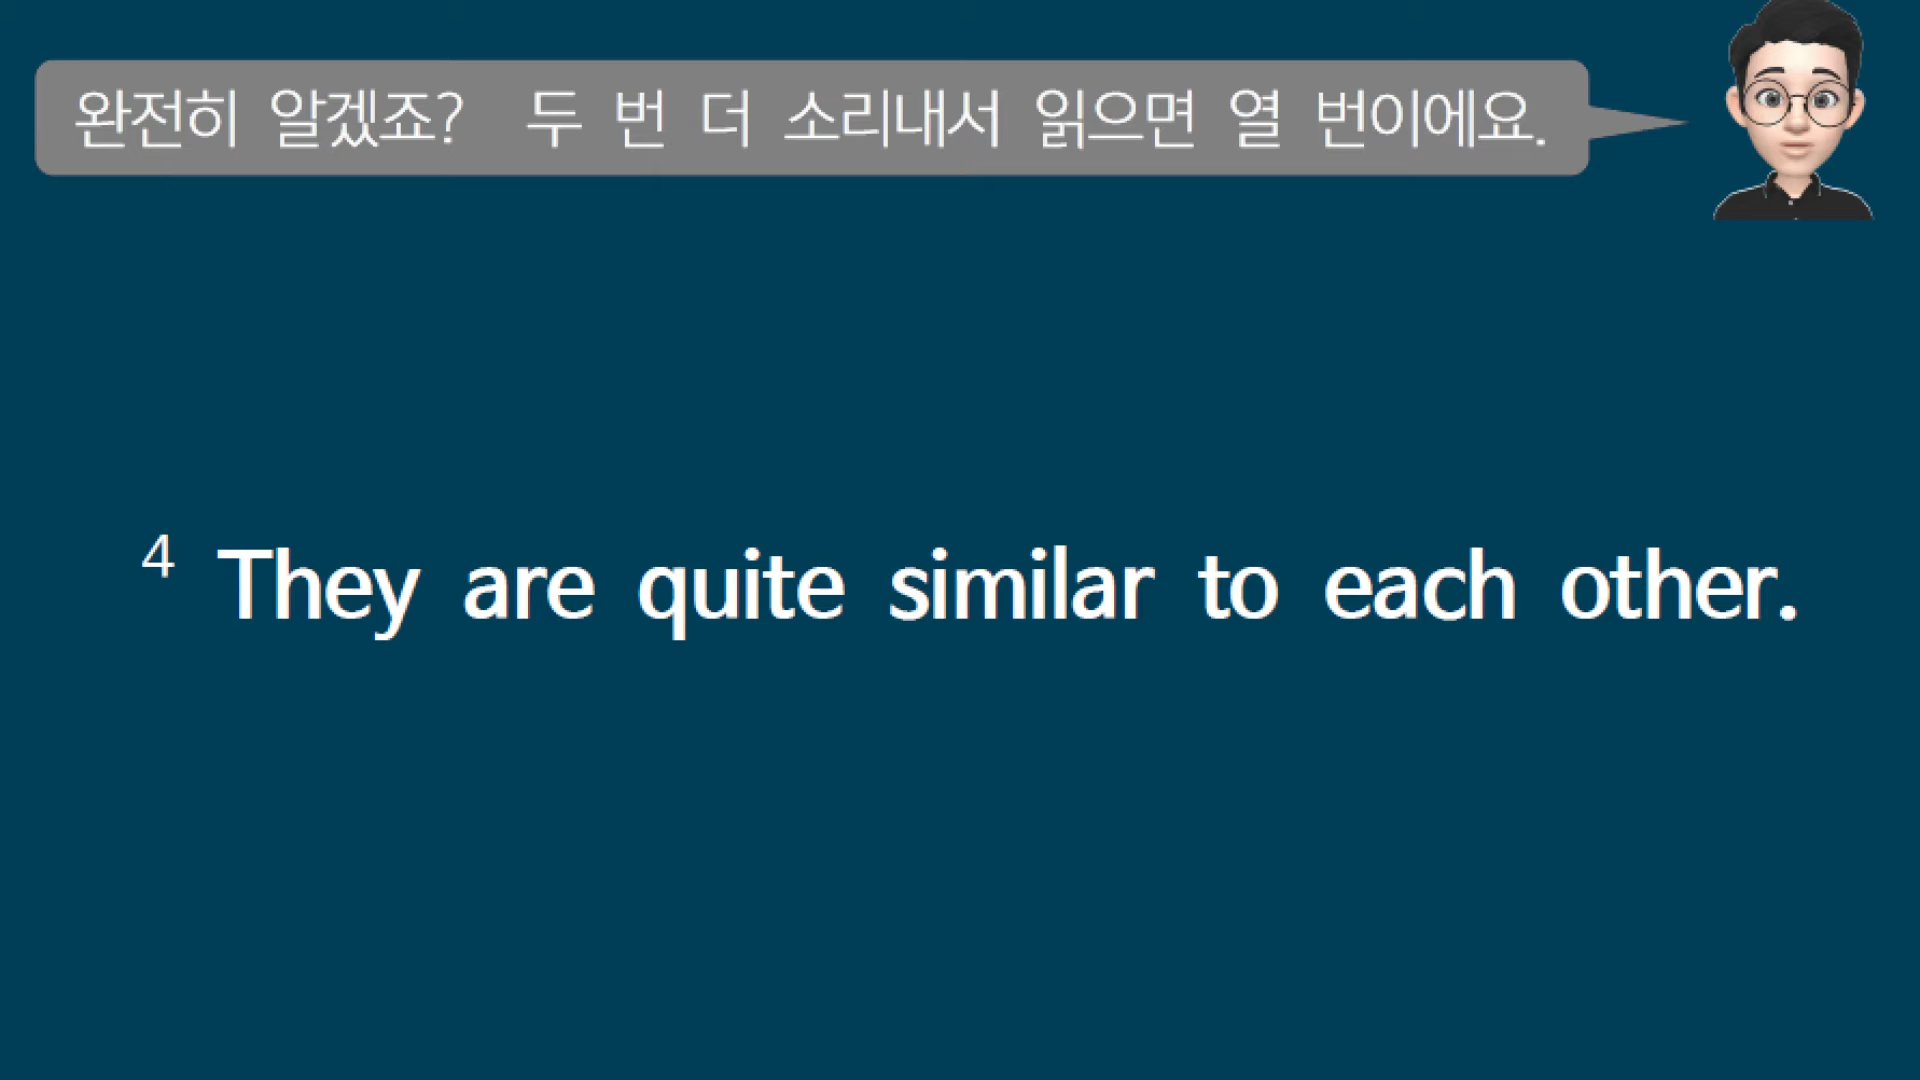 완전히 알겠죠? 두 번 더 소리내서 읽으면 열 번이에요.
4 They are quite similar to each other.